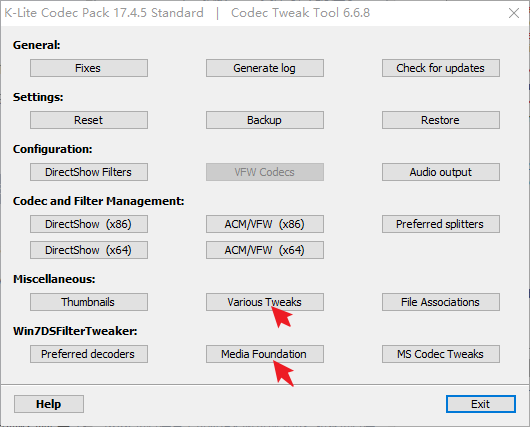 K-Lite Codec Pack 17.4.5 Standard | Codec Tweak Tool 6.6.8
General:
Fixes Generate log Check for updates
Settings:
Reset Backup Restore
Configuration:
DirectShow Filters VFW Codecs Audio output
Codec and Filter Management:
DirectShow (x86) ACM/VFW (x86) Preferred splitters
DirectShow (x64) ACM/VFW (x64)
Miscellaneous:
Thumbnails Various Tweaks File Associations
Win7DSFilterTweaker:
Preferred decoders Media Foundation MS Codec Tweaks
Help Exit